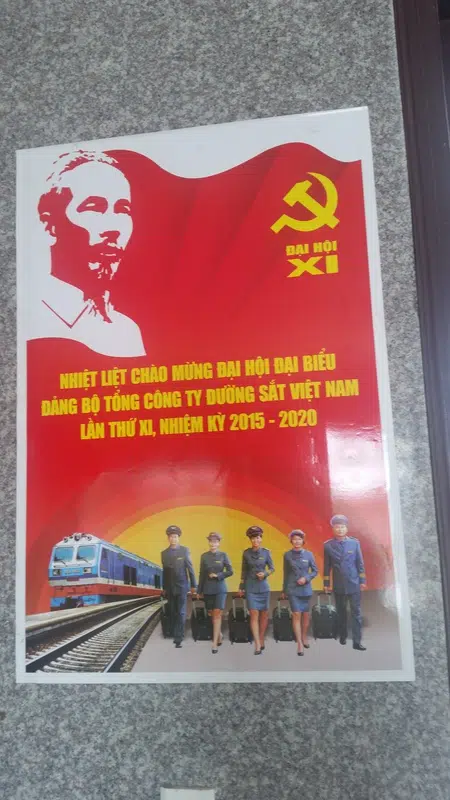 ĐẠI HỘI
XI
NHIỆT LIỆT CHÀO MỪNG ĐẠI HỘI ĐẠI BIỂU
ĐẢNG BỘ TỔNG CÔNG TY ĐƯỜNG SẮT VIỆT NAM
LẦN THỨ XI, NHIỆM KỲ 2015 - 2020